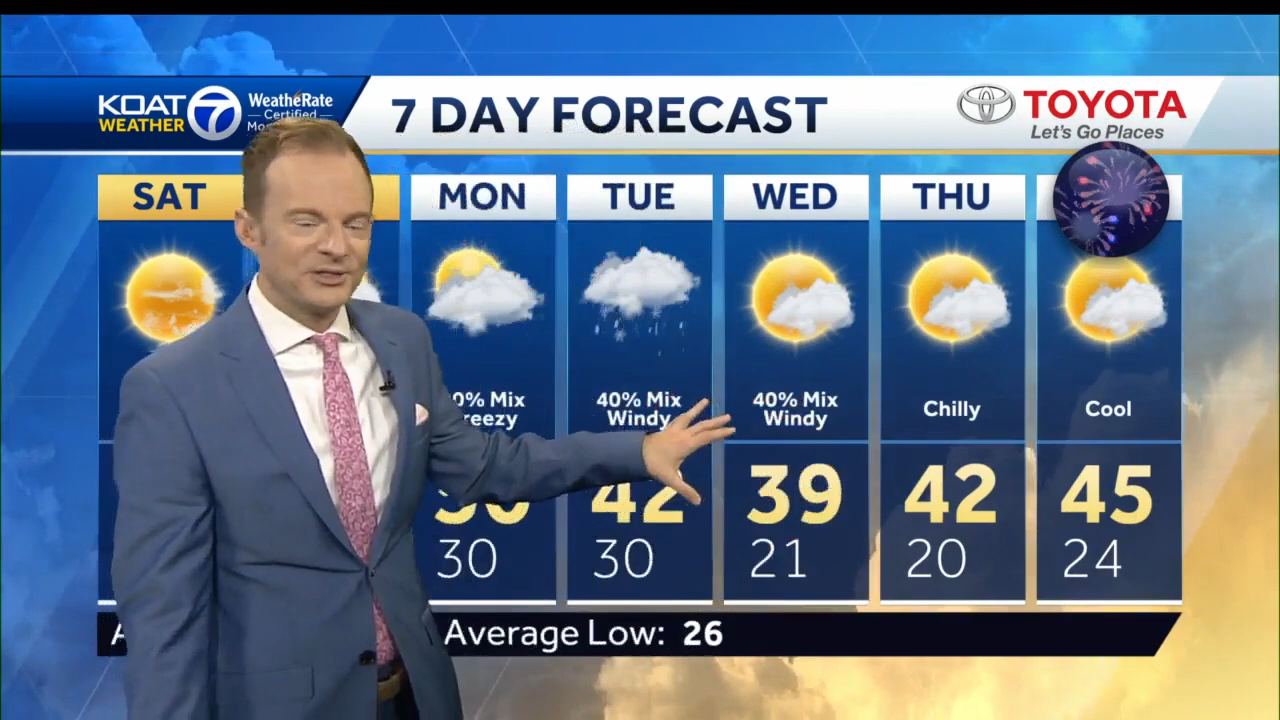 KOAT
WEATHER
7
WeatheRate
Certified
7 DAY FORECAST
TOYOTA
Let's Go Places
SAT
MON
TUE
WED
THU
40% Mix
Windy
40% Mix
Windy
Chilly
Cool
42
39
42
45
30
30
21
20
24
Average Low: 26